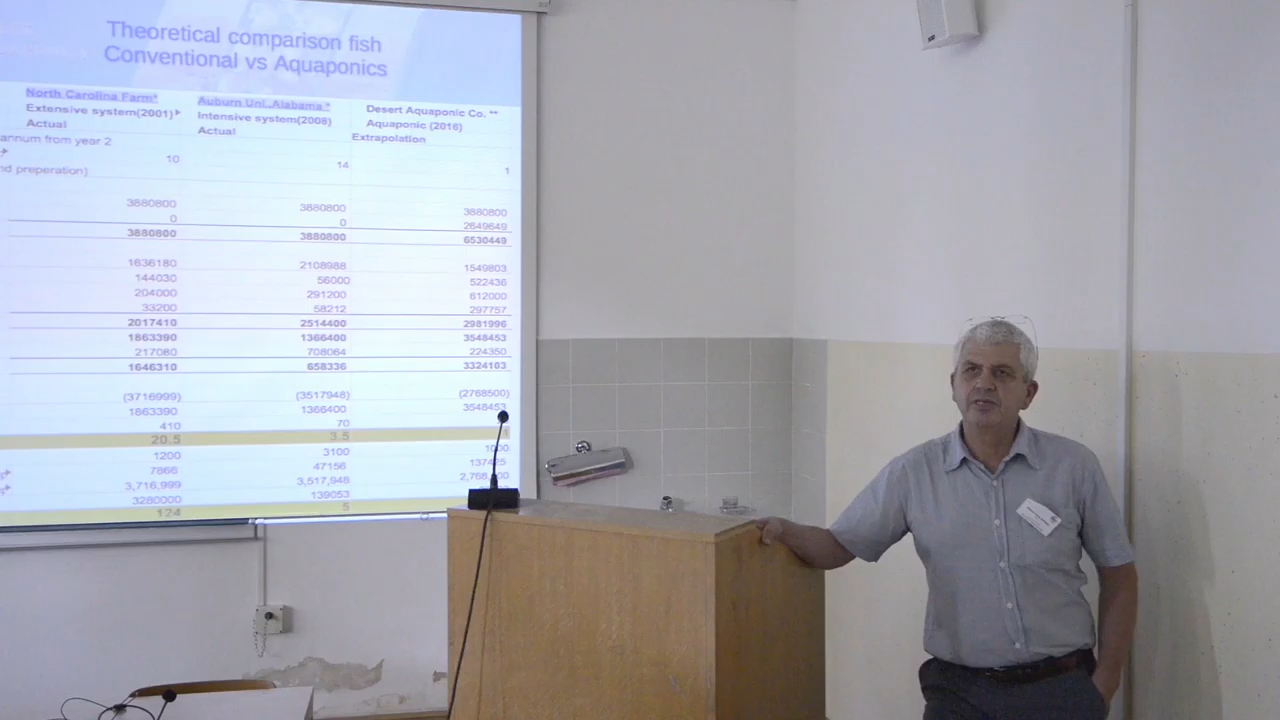 Theoretical comparison fish
Conventional vs Aquaponics
North Carolina Farm* Auburn Uni.,Alabama * Desert Aquaponic Co. **
Extensive system(2001) Intensive system(2008) Aquaponic (2016)
Actual Actual Extrapolation
annum from year 2
10 14 1
nd preperation)
3880800 3880800 3880800
0 0 2649649
3880800 3880800 6530449
1636180 2108988 1549803
144030 56000 522436
204000 291200 612000
33200 58212 297757
2017410 2514400 2981996
1863390 1366400 3548453
217080 708064 224350
1646310 658336 3324103
(3716999) (3517948) (2768500)
1863390 1366400 3548453
410 70
20.5 3.5
1200 3100
7866 47156
3,716,999 3,517,948
3280000 139053
124 5